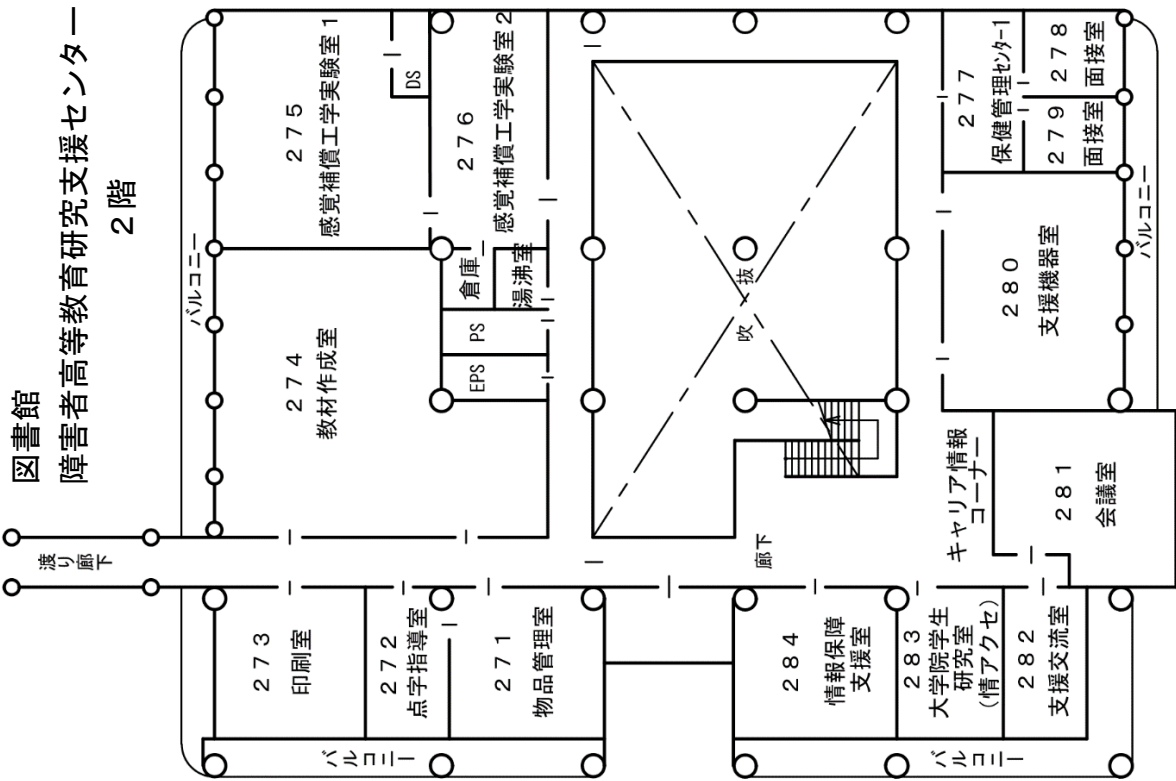 図書館
障害者高等教育研究支援センター
２階
渡り廊下
バルコニー
２７３
印刷室
２７２
点字指導室
２７１
物品管理室
バルコニー
２７４
教材作成室
２７５
感覚補償工学実験室１
DS
２７６
感覚補償工学実験室２
倉庫
湯沸室
PS
EPS
吹抜
廊下
２８４
情報保障
支援室
２８３
大学院学生
研究室
(情アクセ)
２８２
支援交流室
バルコニー
キャリア情報
コーナー
２８１
会議室
２８０
支援機器室
２７７
保健管理センター1
２７９
面接室
２７８
面接室
バルコニー